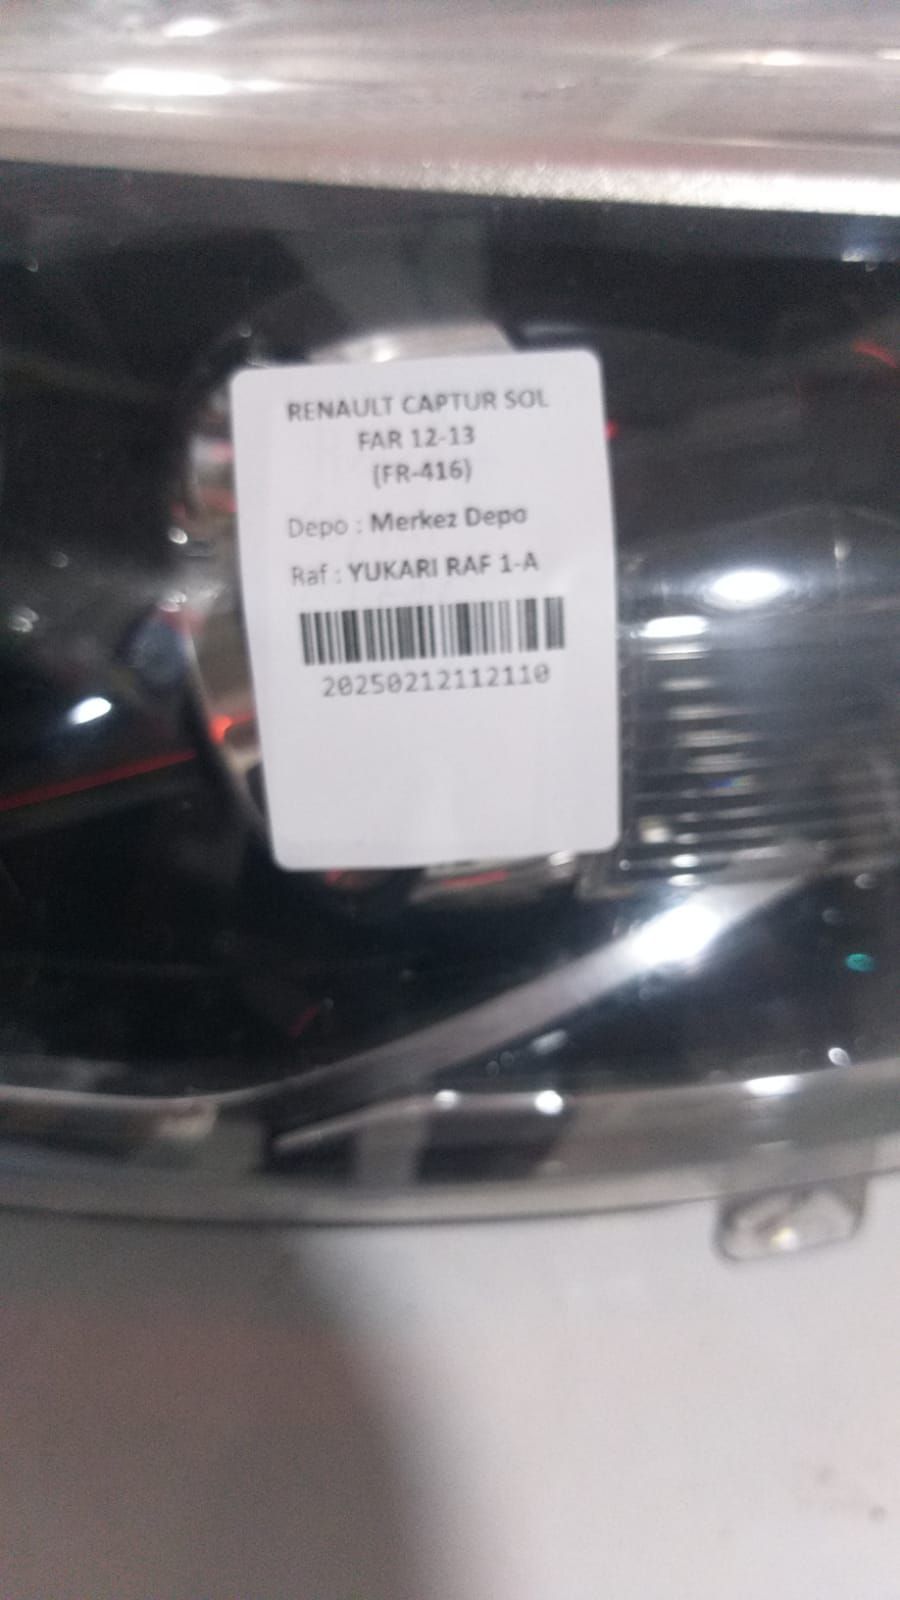 RENAULT CAPTUR SOL
FAR 12-13
(FR-416)
Depo : Merkez Depo
Raf : YUKARI RAF 1-A
20250212112110